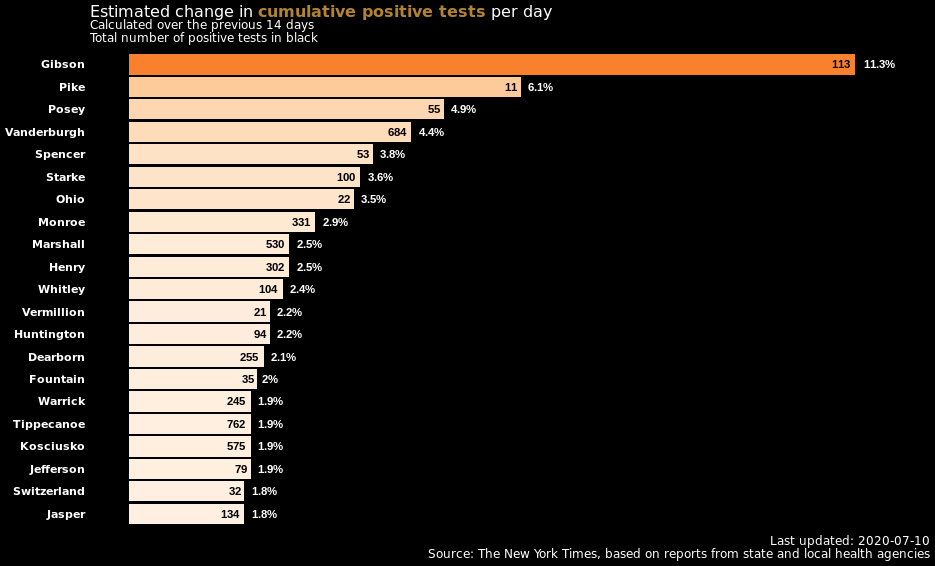 Estimated change in cumulative positive tests per day
Calculated over the previous 14 days
Total number of positive tests in black
Gibson 113 11.3%
Pike 11 6.1%
Posey 55 4.9%
Vanderburgh 684 4.4%
Spencer 53 3.8%
Starke 100 3.6%
Ohio 22 3.5%
Monroe 331 2.9%
Marshall 530 2.5%
Henry 302 2.5%
Whitley 104 2.4%
Vermillion 21 2.2%
Huntington 94 2.2%
Dearborn 255 2.1%
Fountain 35 2%
Warrick 245 1.9%
Tippecanoe 762 1.9%
Kosciusko 575 1.9%
Jefferson 79 1.9%
Switzerland 32 1.8%
Jasper 134 1.8%
Last updated: 2020-07-10
Source: The New York Times, based on reports from state and local health agencies